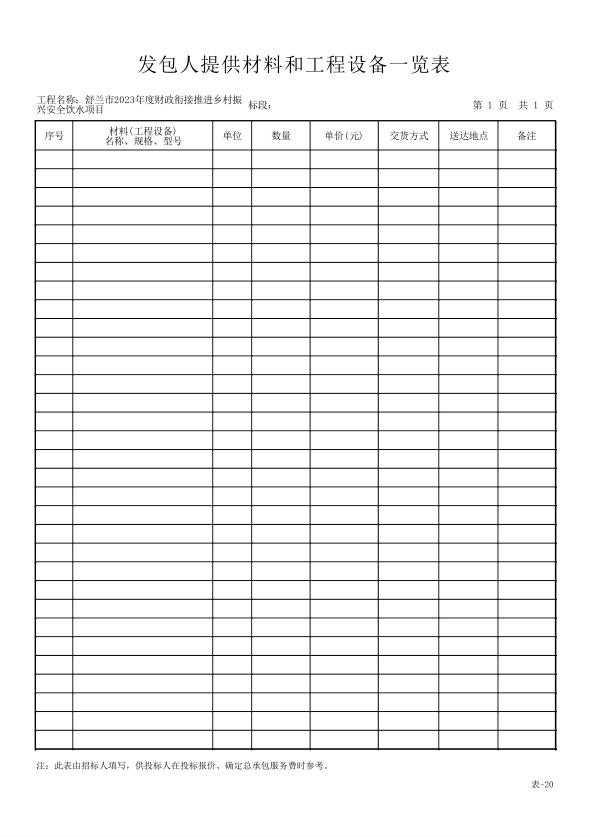 发包人提供材料和工程设备一览表
工程名称：舒兰市2023年度财政衔接推进乡村振
兴安全饮水项目
标段：
第 1 页 共 1 页
序号
材料(工程设备)
名称、规格、型号
单位
数量
单价(元)
交货方式
送达地点
备注
注：此表由招标人填写，供投标人在投标报价、确定总承包服务费时参考。
表-20